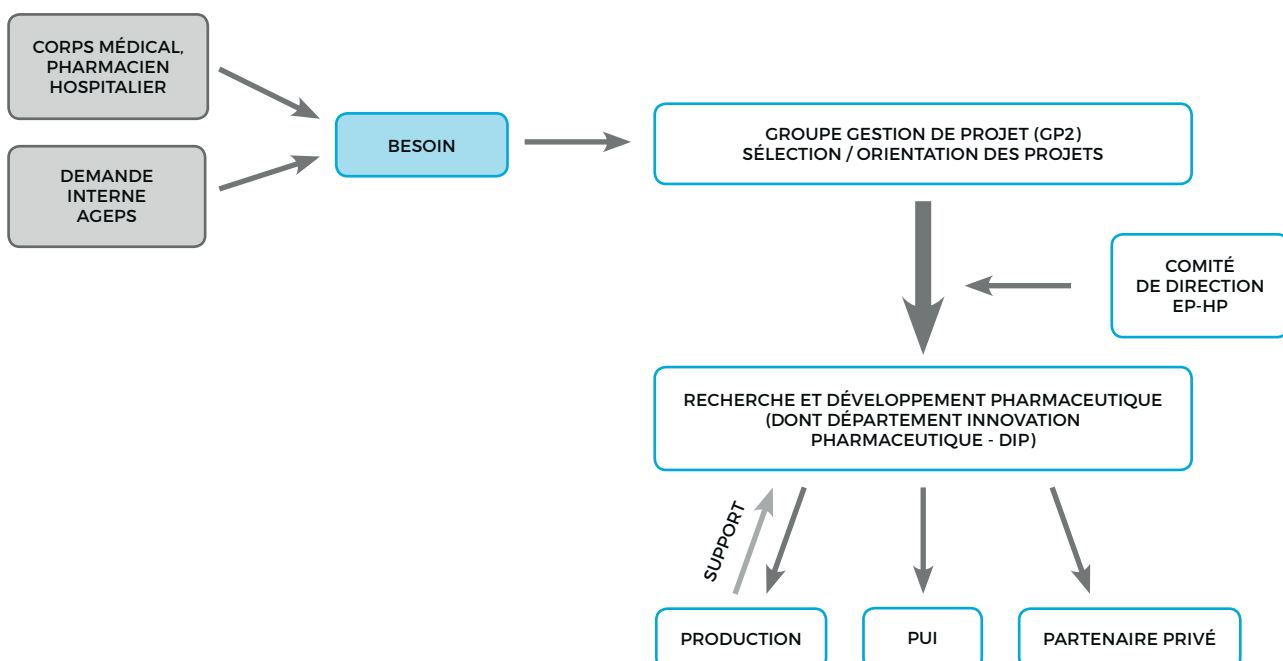 CORPS MÉDICAL,
PHARMACIEN
HOSPITALIER
DEMANDE
INTERNE
AGEPS
BESOIN
GROUPE GESTION DE PROJET (GP2)
SÉLECTION / ORIENTATION DES PROJETS
COMITÉ
DE DIRECTION
EP-HP
RECHERCHE ET DÉVELOPPEMENT PHARMACEUTIQUE
(DONT DÉPARTEMENT INNOVATION
PHARMACEUTIQUE - DIP)
SUPPORT
PRODUCTION
PUI
PARTENAIRE PRIVÉ